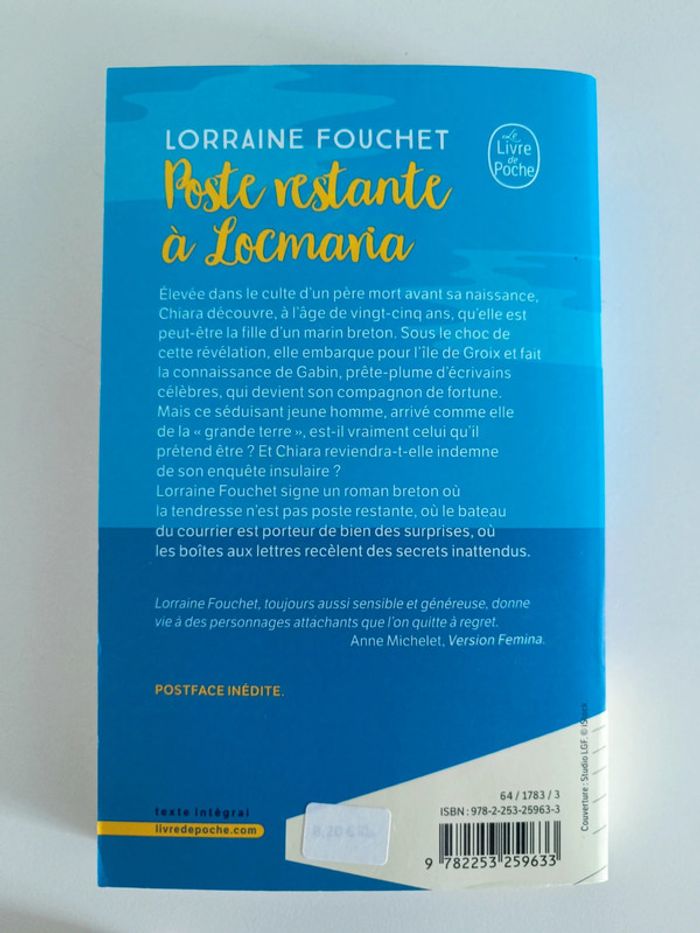 LORRAINE FOUCHET
Le
Livre
de
Poche
Poste restante
à Locmaria
Élevée dans le culte d'un père mort avant sa naissance,
Chiara découvre, à l'âge de vingt-cinq ans, qu'elle est
peut-être la fille d'un marin breton. Sous le choc de
cette révélation, elle embarque pour l'île de Groix et fait
la connaissance de Gabin, prête-plume d'écrivains
célèbres, qui devient son compagnon de fortune.
Mais ce séduisant jeune homme, arrivé comme elle
de la « grande terre », est-il vraiment celui qu'il
prétend être ? Et Chiara reviendra-t-elle indemne
de son enquête insulaire ?
Lorraine Fouchet signe un roman breton où
la tendresse n'est pas poste restante, où le bateau
du courrier est porteur de bien des surprises, où
les boîtes aux lettres recèlent des secrets inattendus.
Lorraine Fouchet, toujours aussi sensible et généreuse, donne
vie à des personnages attachants que l'on quitte à regret.
Anne Michelet, Version Femina.
POSTFACE INÉDITE.
Couverture : Studio LGF. © iStock.
texte intégral
livredepoche.com
8,20 €
64 / 1783 / 3
ISBN : 978-2-253-25963-3
9 782253 259633